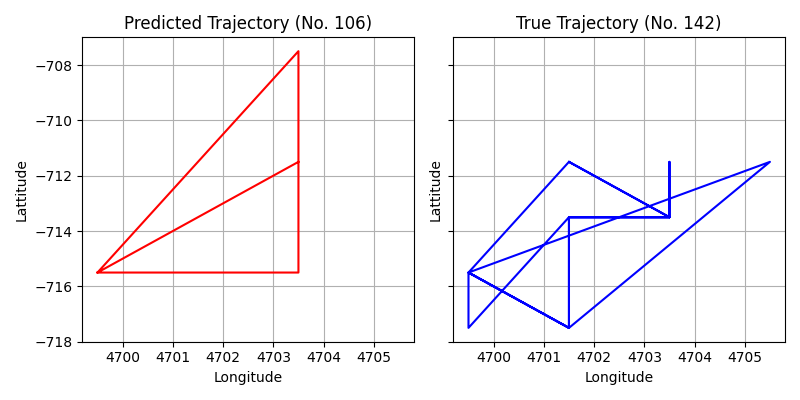 Predicted Trajectory (No. 106)
True Trajectory (No. 142)
Lattitude
−708
−710
−712
−714
−716
−718
4700 4701 4702 4703 4704 4705
Longitude
Lattitude
4700 4701 4702 4703 4704 4705
Longitude